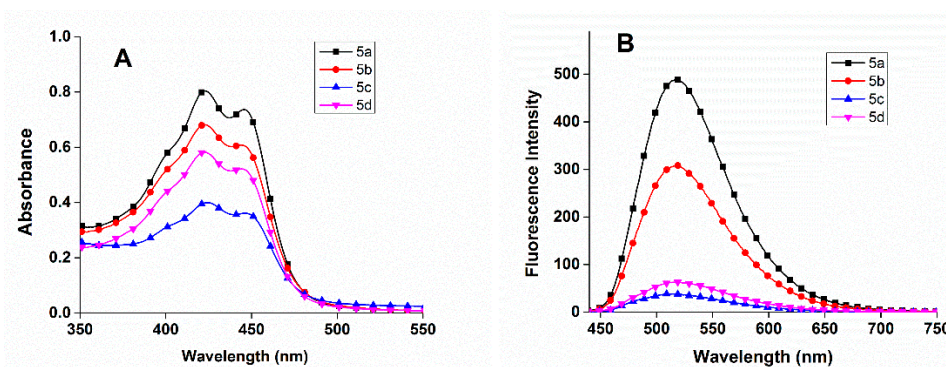 A
5a
5b
5c
5d
1.0
0.8
0.6
0.4
0.2
0.0
Absorbance
350 400 450 500 550
Wavelength (nm)
B
5a
5b
5c
5d
500
400
300
200
100
0
Fluorescence Intensity
450 500 550 600 650 700 750
Wavelength (nm)